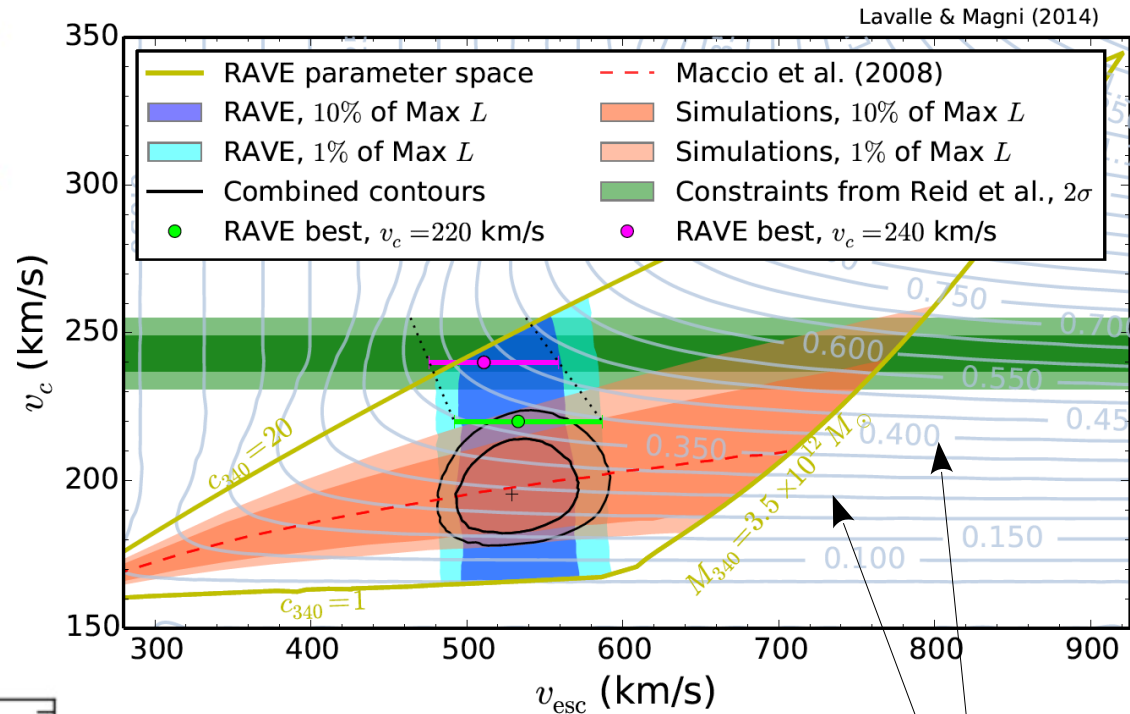 Lavalle & Magni (2014)
350
RAVE parameter space
Maccio et al. (2008)
RAVE, 10% of Max L
Simulations, 10% of Max L
RAVE, 1% of Max L
Simulations, 1% of Max L
300
Combined contours
Constraints from Reid et al., 2σ
RAVE best, v_c = 220 km/s
RAVE best, v_c = 240 km/s
0.750
250
0.700
0.600
0.550
v_c (km/s)
0.45
c_340 = 20
0.400
0.350
200
M_340 = 3.5 × 10^12 M_⊙
0.150
0.100
c_340 = 1
150
300 400 500 600 700 800 900
v_esc (km/s)